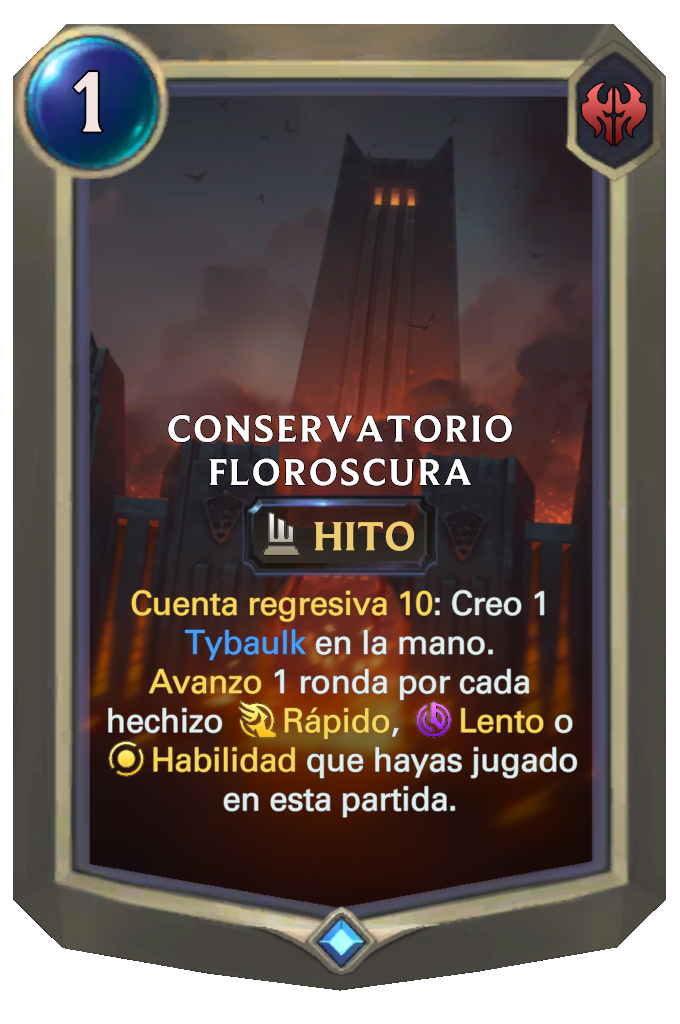 1
CONSERVATORIO
FLOROSCURA
HITO
Cuenta regresiva 10: Creo 1
Tybaulk en la mano.
Avanzo 1 ronda por cada
hechizo Rápido, Lento o
Habilidad que hayas jugado
en esta partida.